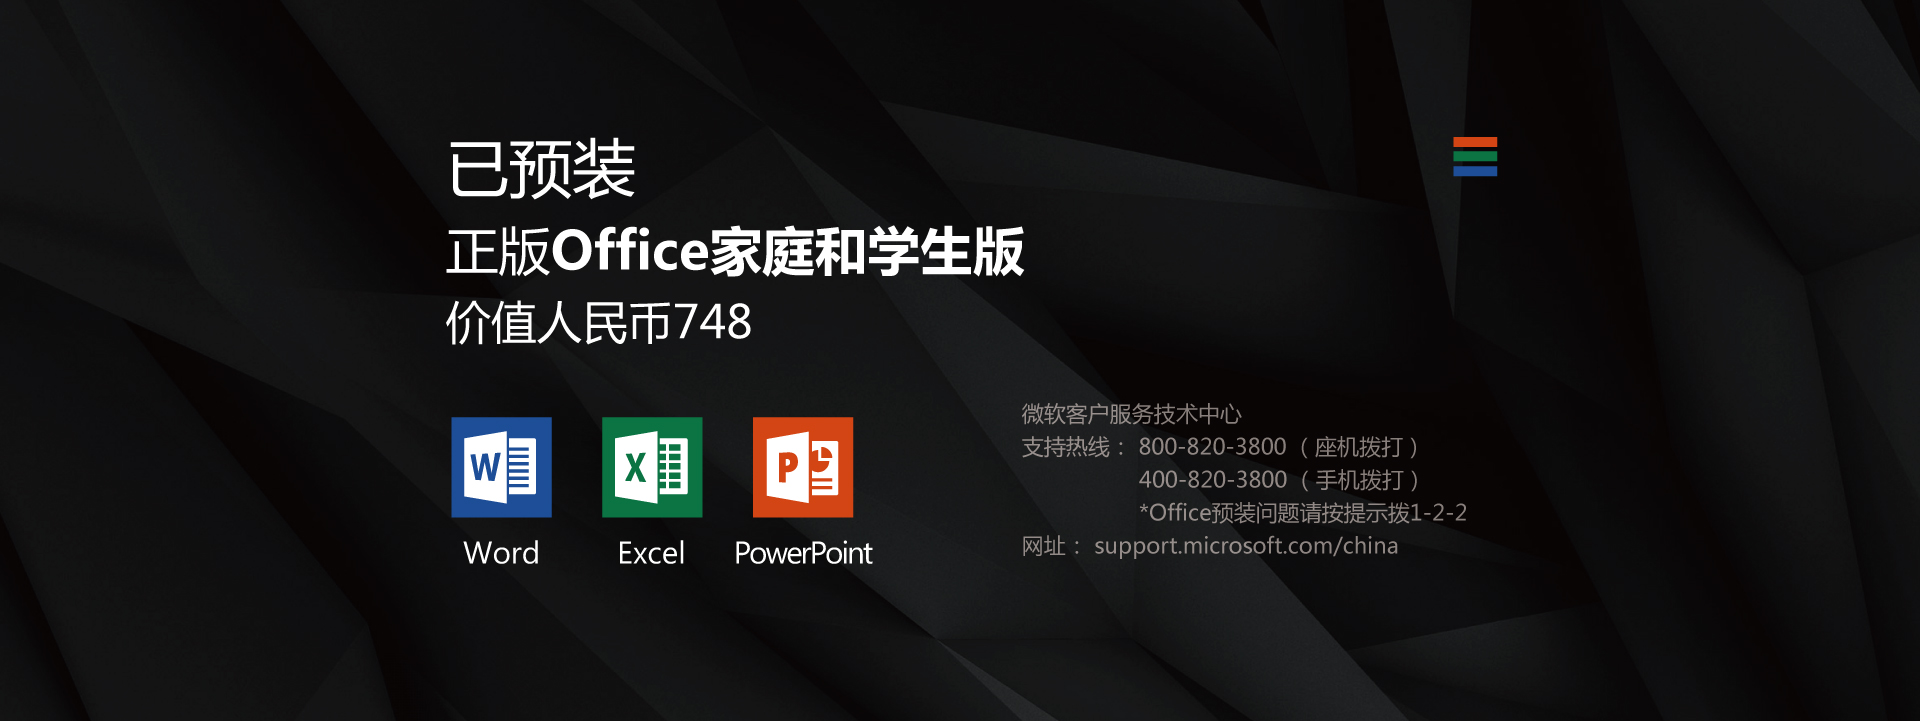 已预装
正版Office家庭和学生版
价值人民币748
W
X
P
Word
Excel
PowerPoint
微软客户服务技术中心
支持热线： 800-820-3800（座机拨打）
400-820-3800（手机拨打）
*Office预装问题请按提示拨1-2-2
网址： support.microsoft.com/china